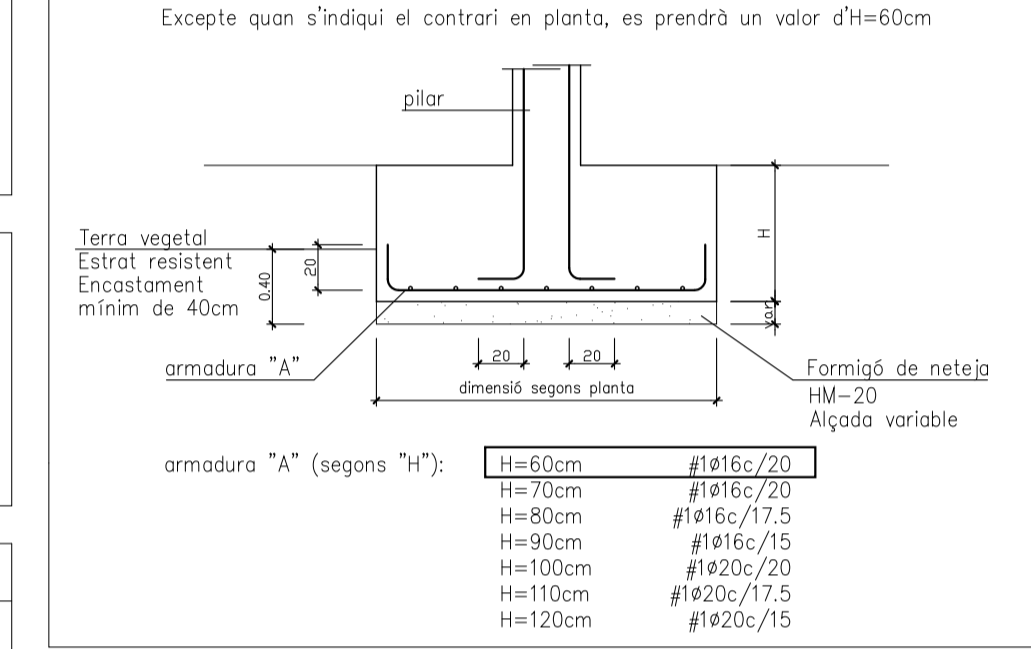 Excepte quan s'indiqui el contrari en planta, es prendrà un valor d'H=60cm
pilar
Terra vegetal
Estrat resistent
Encastament
mínim de 40cm
0.40
20
H
var
armadura "A"
20
20
dimensió segons planta
Formigó de neteja
HM-20
Alçada variable
armadura "A" (segons "H"):
H=60cm #1ø16c/20
H=70cm #1ø16c/20
H=80cm #1ø16c/17.5
H=90cm #1ø16c/15
H=100cm #1ø20c/20
H=110cm #1ø20c/17.5
H=120cm #1ø20c/15